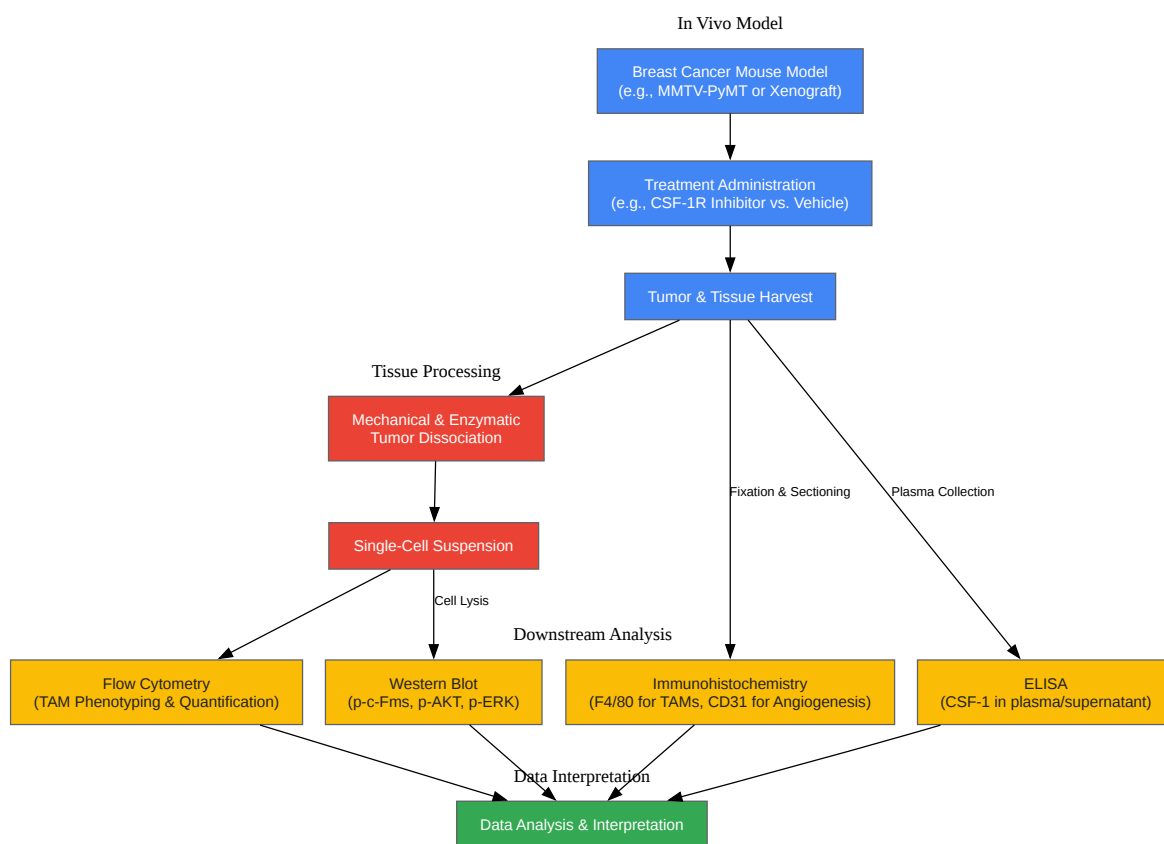 In Vivo Model
Breast Cancer Mouse Model
(e.g., MMTV-PyMT or Xenograft)
Treatment Administration
(e.g., CSF-1R Inhibitor vs. Vehicle)
Tumor & Tissue Harvest
Tissue Processing
Mechanical & Enzymatic
Tumor Dissociation
Fixation & Sectioning
Plasma Collection
Single-Cell Suspension
Cell Lysis
Downstream Analysis
Flow Cytometry
(TAM Phenotyping & Quantification)
Western Blot
(p-c-Fms, p-AKT, p-ERK)
Immunohistochemistry
(F4/80 for TAMs, CD31 for Angiogenesis)
ELISA
(CSF-1 in plasma/supernatant)
Data Interpretation
Data Analysis & Interpretation